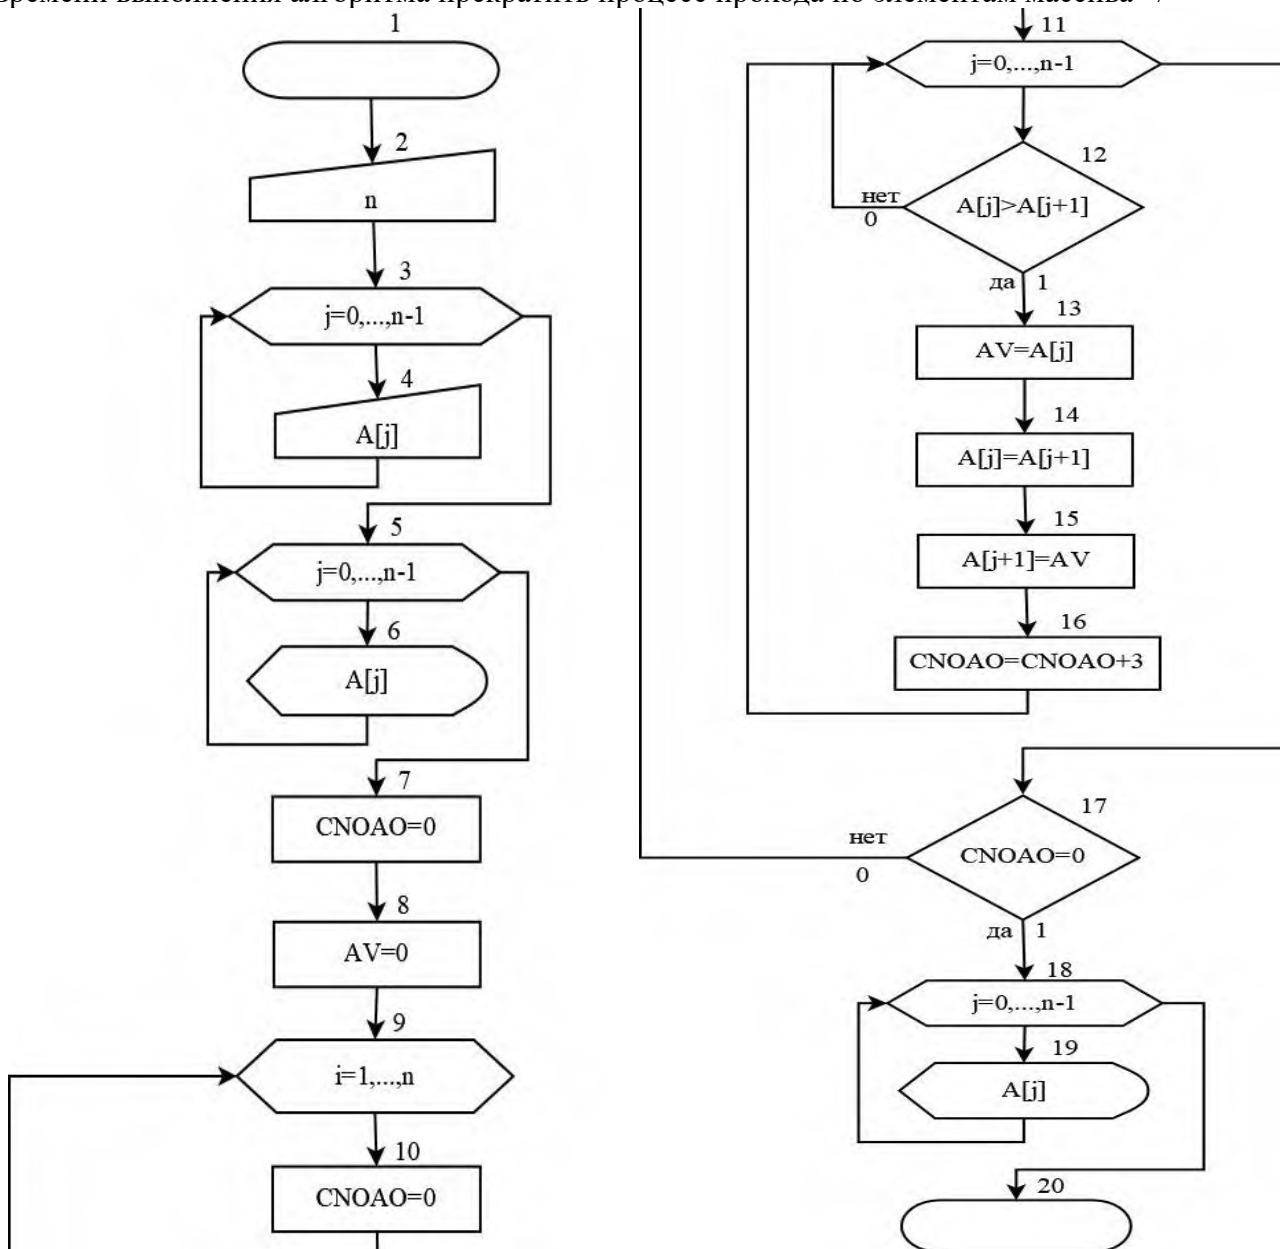 времени выполнения алгоритма прекратить процесс прохода по элементам массива
1
2
n
3
j=0,...,n-1
4
A[j]
5
j=0,...,n-1
6
A[j]
7
CNOAO=0
8
AV=0
9
i=1,...,n
10
CNOAO=0
11
j=0,...,n-1
12
A[j]>A[j+1]
нет
0
да 1
13
AV=A[j]
14
A[j]=A[j+1]
15
A[j+1]=AV
16
CNOAO=CNOAO+3
17
CNOAO=0
нет
0
да 1
18
j=0,...,n-1
19
A[j]
20